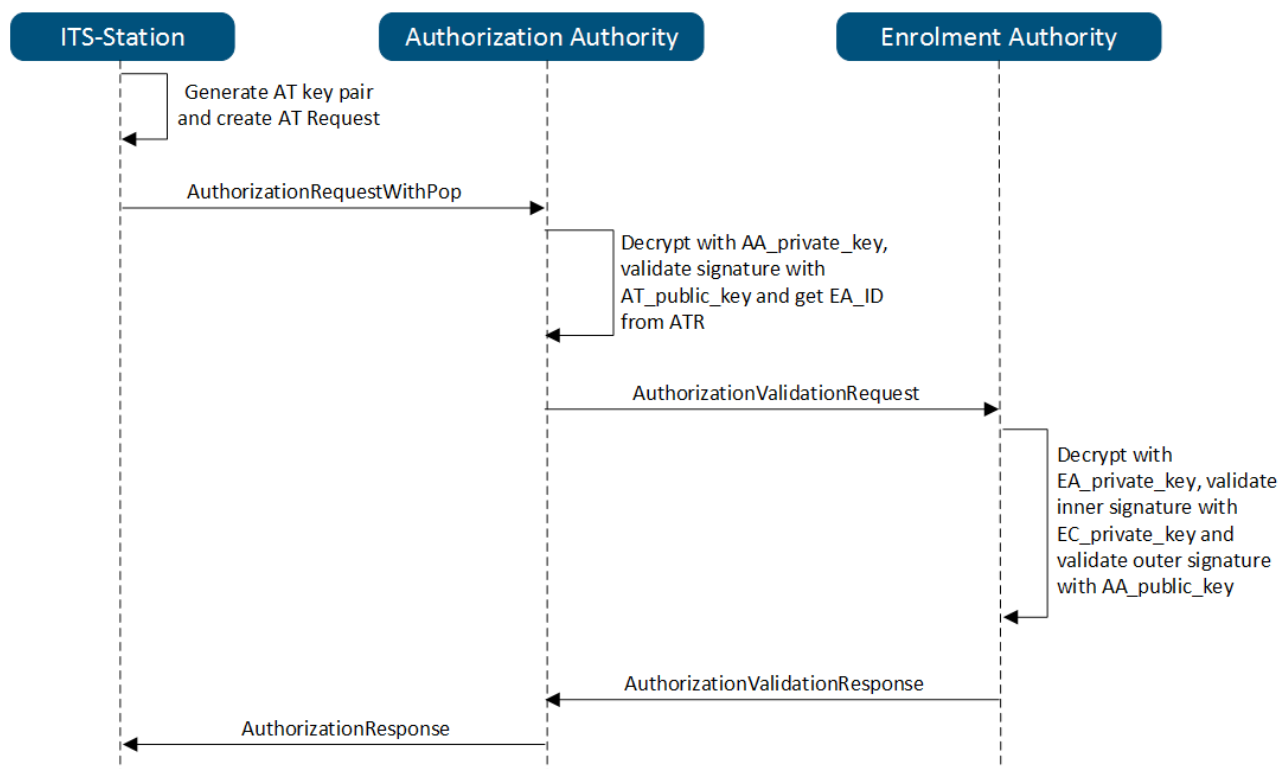 ITS-Station
Authorization Authority
Enrolment Authority
Generate AT key pair
and create AT Request
AuthorizationRequestWithPop
Decrypt with AA_private_key,
validate signature with
AT_public_key and get EA_ID
from ATR
AuthorizationValidationRequest
Decrypt with
EA_private_key, validate
inner signature with
EC_private_key and
validate outer signature
with AA_public_key
AuthorizationValidationResponse
AuthorizationResponse